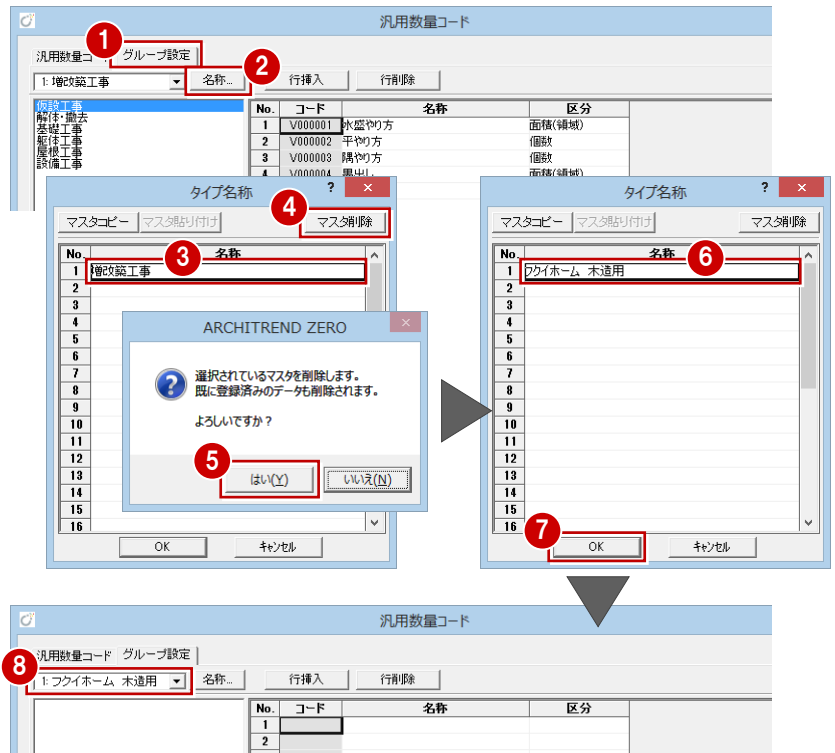 汎用数量コード
1
汎用数量コード グループ設定
2
1: 増改築工事 名称... 行挿入 行削除
仮設工事
解体・撤去
基礎工事
躯体工事
屋根工事
設備工事
No. コード 名称 区分
1 V000001 水盛やり方 面積(領域)
2 V000002 平やり方 個数
3 V000003 隅やり方 個数
4 V000004 墨出し 面積(領域)
タイプ名称 ? ×
4
マスタコピー マスタ貼り付け マスタ削除
3
No. 名称
1 増改築工事
2
3
4
5
6
7
8
9
10
11
12
13
14
15
16
OK キャンセル
ARCHITREND ZERO ×
選択されているマスタを削除します。
既に登録済みのデータも削除されます。
よろしいですか?
5
はい(Y) いいえ(N)
タイプ名称 ? ×
マスタコピー マスタ貼り付け マスタ削除
6
No. 名称
1 フクイホーム 木造用
2
3
4
5
6
7
8
9
10
11
12
13
14
15
16
7
OK キャンセル
汎用数量コード
汎用数量コード グループ設定
8
1: フクイホーム 木造用 名称... 行挿入 行削除
No. コード 名称 区分
1
2